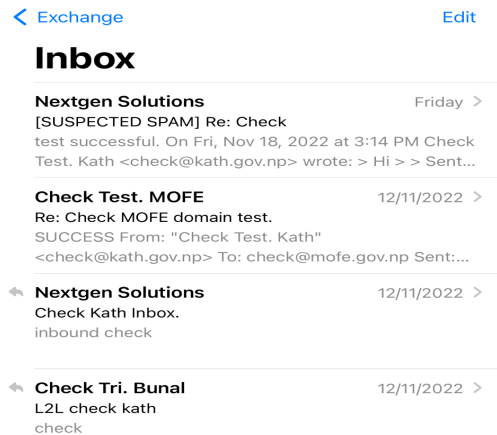 Exchange
Edit
Inbox
Nextgen Solutions Friday
[SUSPECTED SPAM] Re: Check
test successful. On Fri, Nov 18, 2022 at 3:14 PM Check
Test. Kath <check@kath.gov.np> wrote: > Hi > > Sent...
Check Test. MOFE 12/11/2022
Re: Check MOFE domain test.
SUCCESS From: "Check Test. Kath"
<check@kath.gov.np> To: check@mofe.gov.np Sent:...
Nextgen Solutions 12/11/2022
Check Kath Inbox.
inbound check
Check Tri. Bunal 12/11/2022
L2L check kath
check